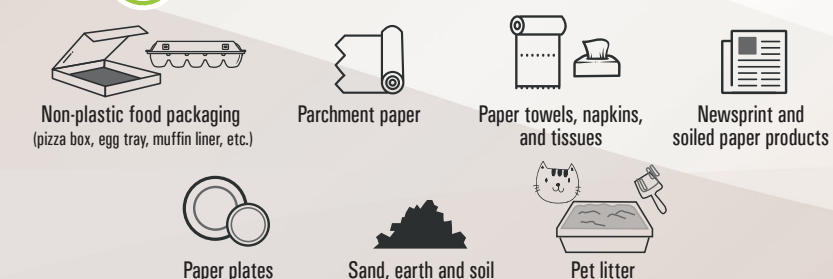 Non-plastic food packaging
(pizza box, egg tray, muffin liner, etc.)
Parchment paper
Paper towels, napkins,
and tissues
Newsprint and
soiled paper products
Paper plates
Sand, earth and soil
Pet litter